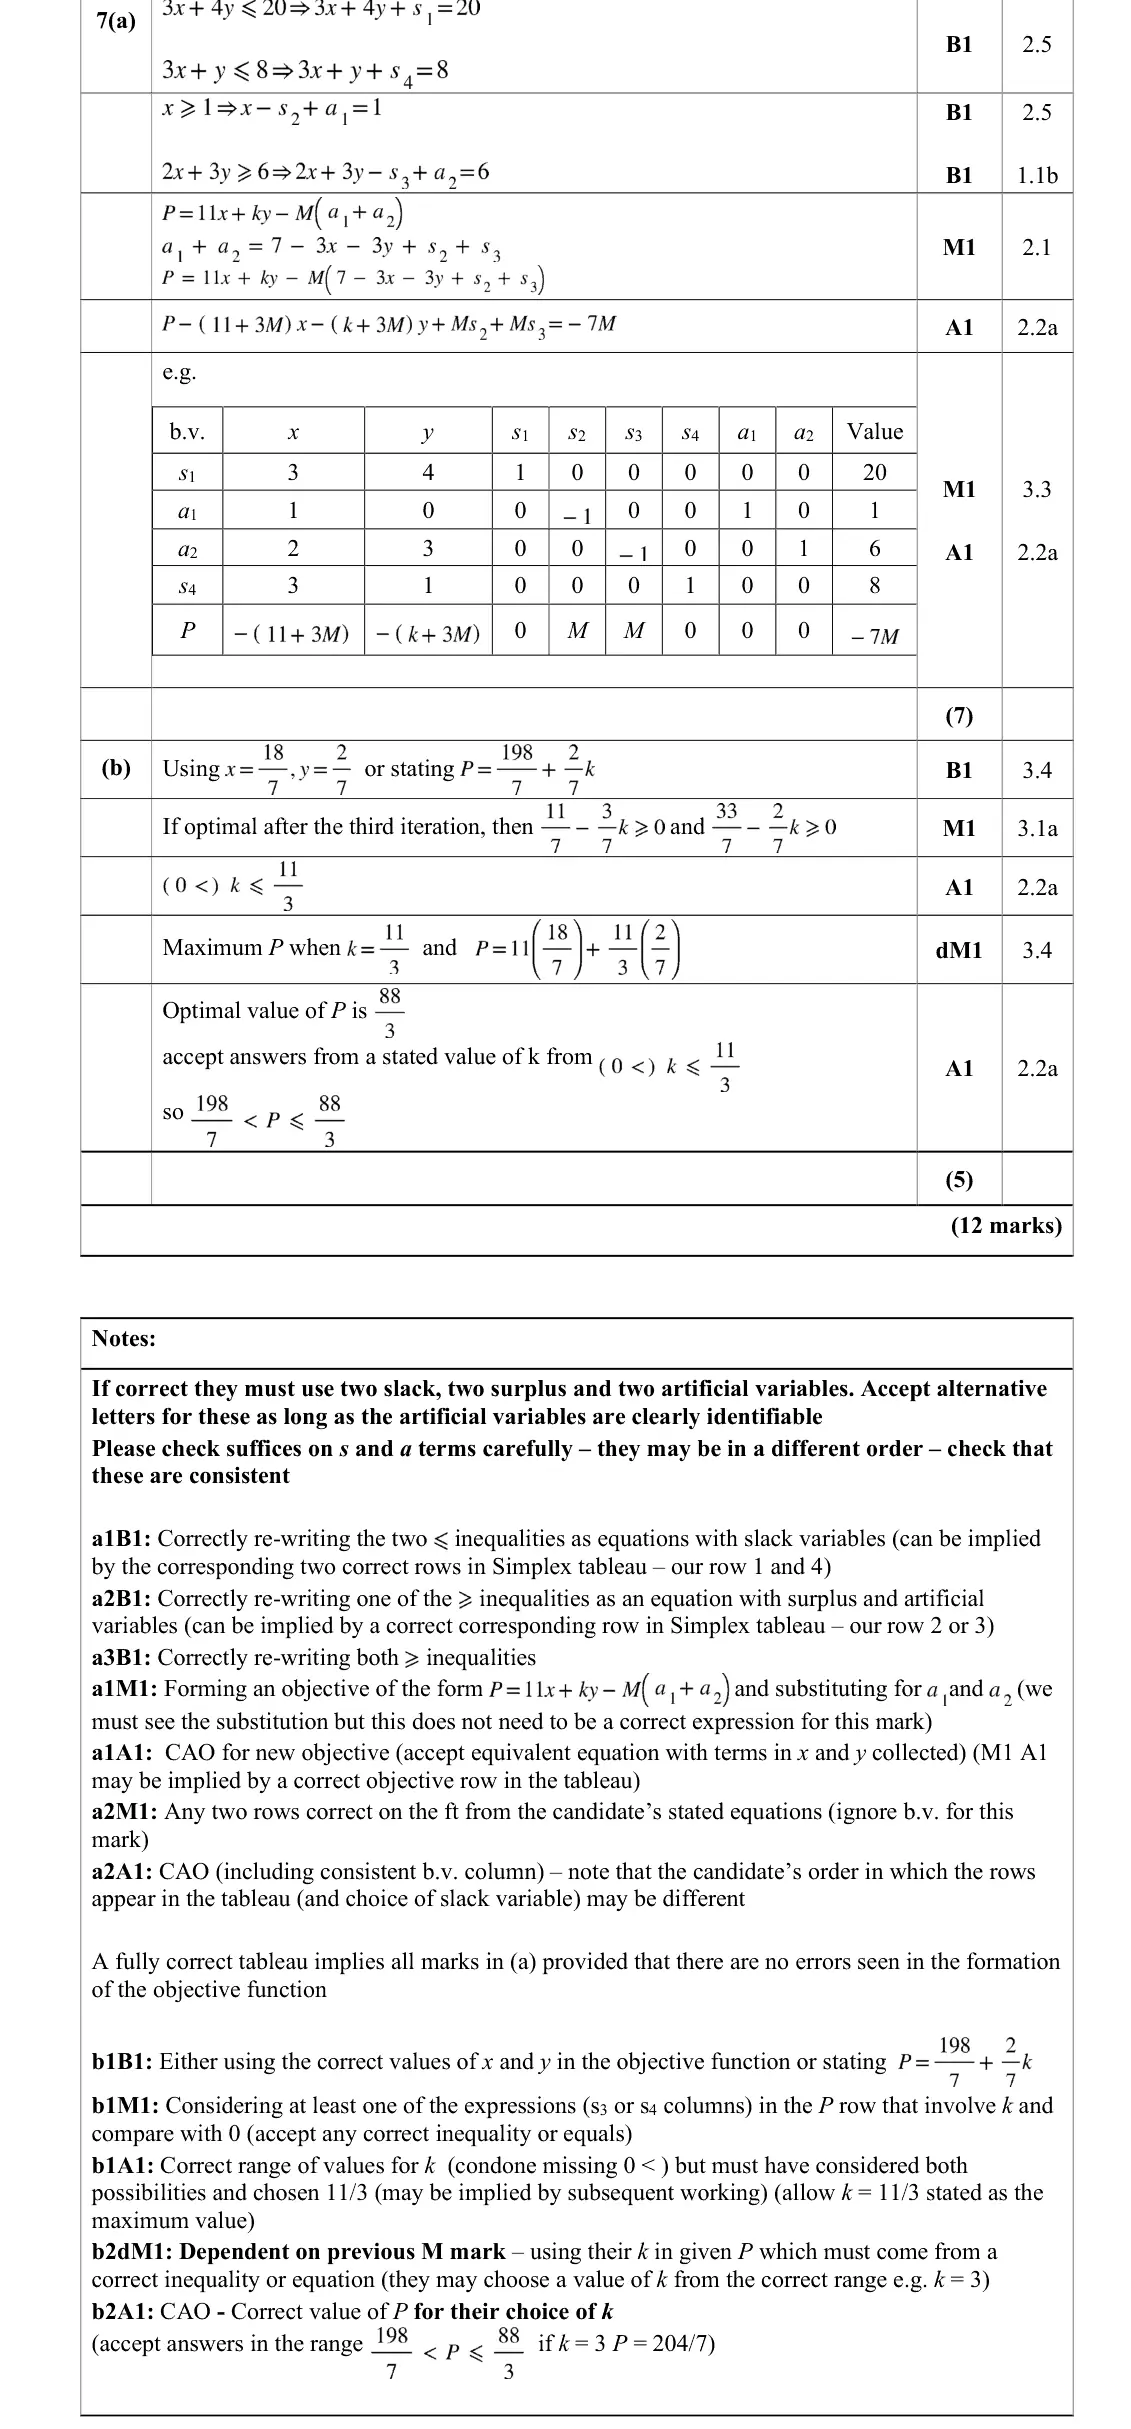 7(a) 3x + 4y ⩽ 20 ⇒ 3x + 4y + s₁ = 20
B1 2.5
3x + y ⩽ 8 ⇒ 3x + y + s₄ = 8
x ⩾ 1 ⇒ x − s₂ + a₁ = 1 B1 2.5
2x + 3y ⩾ 6 ⇒ 2x + 3y − s₃ + a₂ = 6 B1 1.1b
P = 11x + ky − M(a₁ + a₂)
a₁ + a₂ = 7 − 3x − 3y + s₂ + s₃ M1 2.1
P = 11x + ky − M(7 − 3x − 3y + s₂ + s₃)
P − (11 + 3M)x − (k + 3M)y + Ms₂ + Ms₃ = −7M A1 2.2a
e.g.
b.v. x y s₁ s₂ s₃ s₄ a₁ a₂ Value
s₁ 3 4 1 0 0 0 0 0 20
M1 3.3
a₁ 1 0 0 −1 0 0 1 0 1
a₂ 2 3 0 0 −1 0 0 1 6
A1 2.2a
s₄ 3 1 0 0 0 1 0 0 8
P −(11 + 3M) −(k + 3M) 0 M M 0 0 0 −7M
(7)
(b) Using x = 18/7, y = 2/7 or stating P = 198/7 + 2/7 k B1 3.4
If optimal after the third iteration, then 11/7 − 3/7 k ⩾ 0 and 33/7 − 2/7 k ⩾ 0 M1 3.1a
(0 <) k ⩽ 11/3 A1 2.2a
Maximum P when k = 11/3 and P = 11(18/7) + 11/3(2/7) dM1 3.4
Optimal value of P is 88/3
accept answers from a stated value of k from (0 <) k ⩽ 11/3 A1 2.2a
so 198/7 < P ⩽ 88/3
(5)
(12 marks)
Notes:
If correct they must use two slack, two surplus and two artificial variables. Accept alternative
letters for these as long as the artificial variables are clearly identifiable
Please check suffices on s and a terms carefully – they may be in a different order – check that
these are consistent
a1B1: Correctly re-writing the two ⩽ inequalities as equations with slack variables (can be implied
by the corresponding two correct rows in Simplex tableau – our row 1 and 4)
a2B1: Correctly re-writing one of the ⩾ inequalities as an equation with surplus and artificial
variables (can be implied by a correct corresponding row in Simplex tableau – our row 2 or 3)
a3B1: Correctly re-writing both ⩾ inequalities
a1M1: Forming an objective of the form P = 11x + ky − M(a₁ + a₂) and substituting for a₁ and a₂ (we
must see the substitution but this does not need to be a correct expression for this mark)
a1A1: CAO for new objective (accept equivalent equation with terms in x and y collected) (M1 A1
may be implied by a correct objective row in the tableau)
a2M1: Any two rows correct on the ft from the candidate’s stated equations (ignore b.v. for this
mark)
a2A1: CAO (including consistent b.v. column) – note that the candidate’s order in which the rows
appear in the tableau (and choice of slack variable) may be different
A fully correct tableau implies all marks in (a) provided that there are no errors seen in the formation
of the objective function
b1B1: Either using the correct values of x and y in the objective function or stating P = 198/7 + 2/7 k
b1M1: Considering at least one of the expressions (s₃ or s₄ columns) in the P row that involve k and
compare with 0 (accept any correct inequality or equals)
b1A1: Correct range of values for k (condone missing 0 < ) but must have considered both
possibilities and chosen 11/3 (may be implied by subsequent working) (allow k = 11/3 stated as the
maximum value)
b2dM1: Dependent on previous M mark – using their k in given P which must come from a
correct inequality or equation (they may choose a value of k from the correct range e.g. k = 3)
b2A1: CAO - Correct value of P for their choice of k
(accept answers in the range 198/7 < P ⩽ 88/3 if k = 3 P = 204/7)